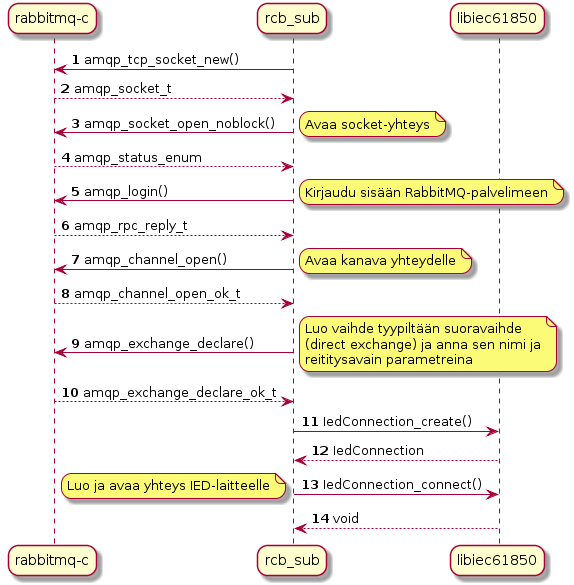 rabbitmq-c rcb_sub libiec61850
1 amqp_tcp_socket_new()
2 amqp_socket_t
3 amqp_socket_open_noblock() Avaa socket-yhteys
4 amqp_status_enum
5 amqp_login() Kirjaudu sisään RabbitMQ-palvelimeen
6 amqp_rpc_reply_t
7 amqp_channel_open() Avaa kanava yhteydelle
8 amqp_channel_open_ok_t
9 amqp_exchange_declare()
Luo vaihde tyypiltään suoravaihde
(direct exchange) ja anna sen nimi ja
reititysavain parametreina
10 amqp_exchange_declare_ok_t
11 IedConnection_create()
12 IedConnection
Luo ja avaa yhteys IED-laitteelle 13 IedConnection_connect()
14 void
rabbitmq-c rcb_sub libiec61850